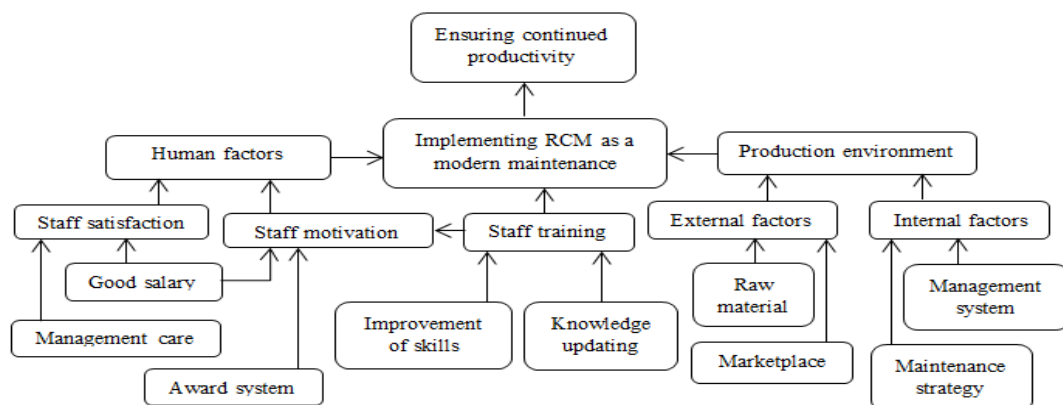 Ensuring continued
productivity
Human factors
Implementing RCM as a
modern maintenance
Production environment
Staff satisfaction
Staff motivation
Staff training
External factors
Internal factors
Good salary
Raw
material
Management
system
Management care
Improvement
of skills
Knowledge
updating
Marketplace
Maintenance
strategy
Award system